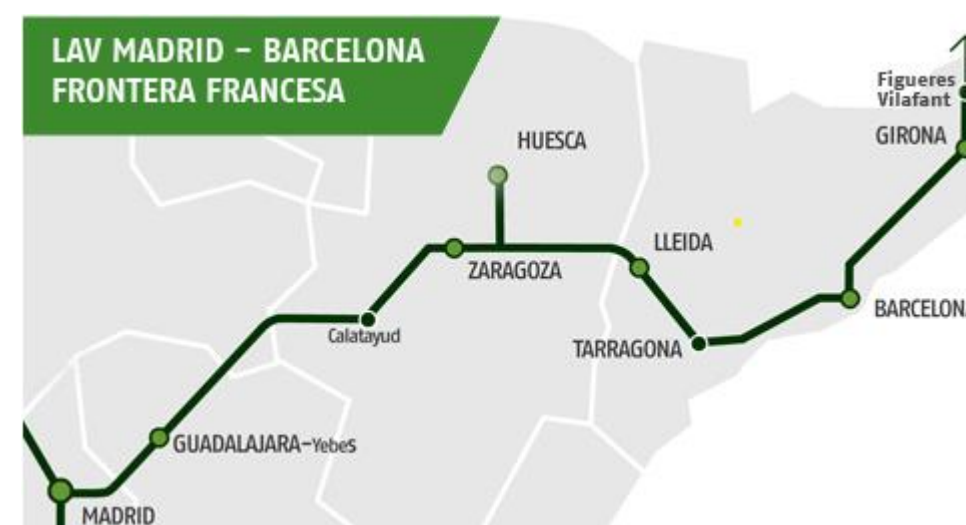 LAV MADRID – BARCELONA
FRONTERA FRANCESA
Figueres
Vilafant
GIRONA
HUESCA
LLEIDA
ZARAGOZA
BARCELON
Calatayud
TARRAGONA
GUADALAJARA-Yebes
MADRID